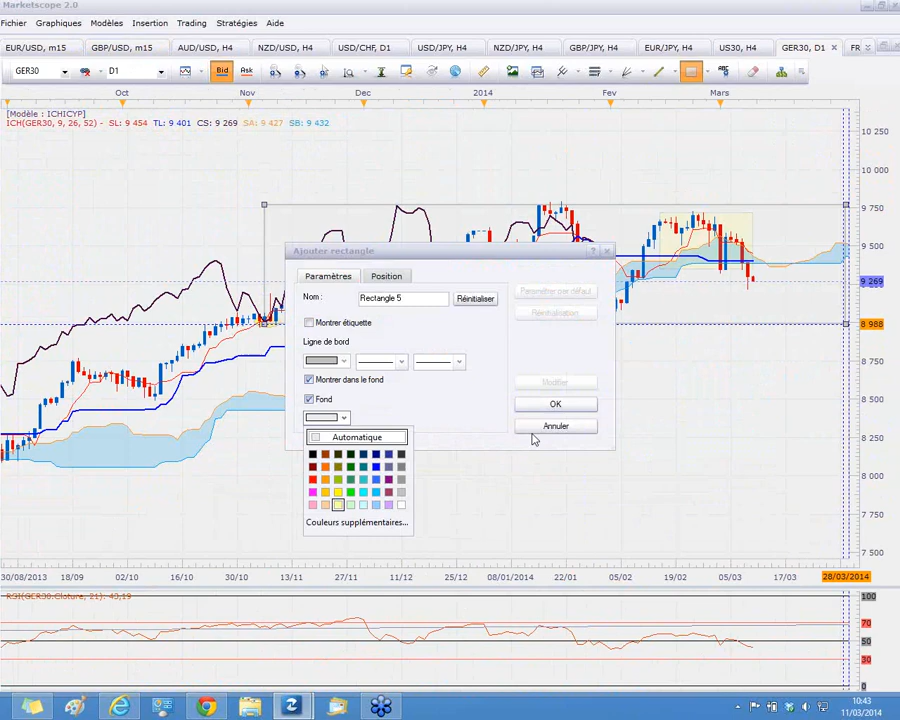 Marketscope 2.0
Fichier Graphiques Modèles Insertion Trading Stratégies Aide
EUR/USD, m15 GBP/USD, m15 AUD/USD, H4 NZD/USD, H4 USD/CHF, D1 USD/JPY, H4 NZD/JPY, H4 GBP/JPY, H4 EUR/JPY, H4 US30, H4 GER30, D1 FR
GER30 D1 Bid Ask ABC
Oct Nov Dec 2014 Fev Mars
[Modèle : ICHICYP]
ICH(GER30, 9, 26, 52) - SL: 9 454 TL: 9 401 CS: 9 269 SA: 9 427 SB: 9 432
10 250
10 000
9 750
9 500
9 269
8 988
8 750
8 500
8 250
8 000
7 750
7 500
Ajouter rectangle
Paramètres Position
Nom : Rectangle 5 Réinitialiser
Paramétrer par défaut
Réinitialisation
Montrer étiquette
Ligne de bord
Montrer dans le fond
Modifier
Fond
OK
Annuler
Automatique
Couleurs supplémentaires...
30/08/2013 18/09 02/10 16/10 30/10 13/11 27/11 11/12 25/12 08/01/2014 22/01 05/02 19/02 05/03 17/03 28/03/2014
RSI(GER30.Cloture, 21): 43,19
100
70
50
30
0
10:43
11/03/2014